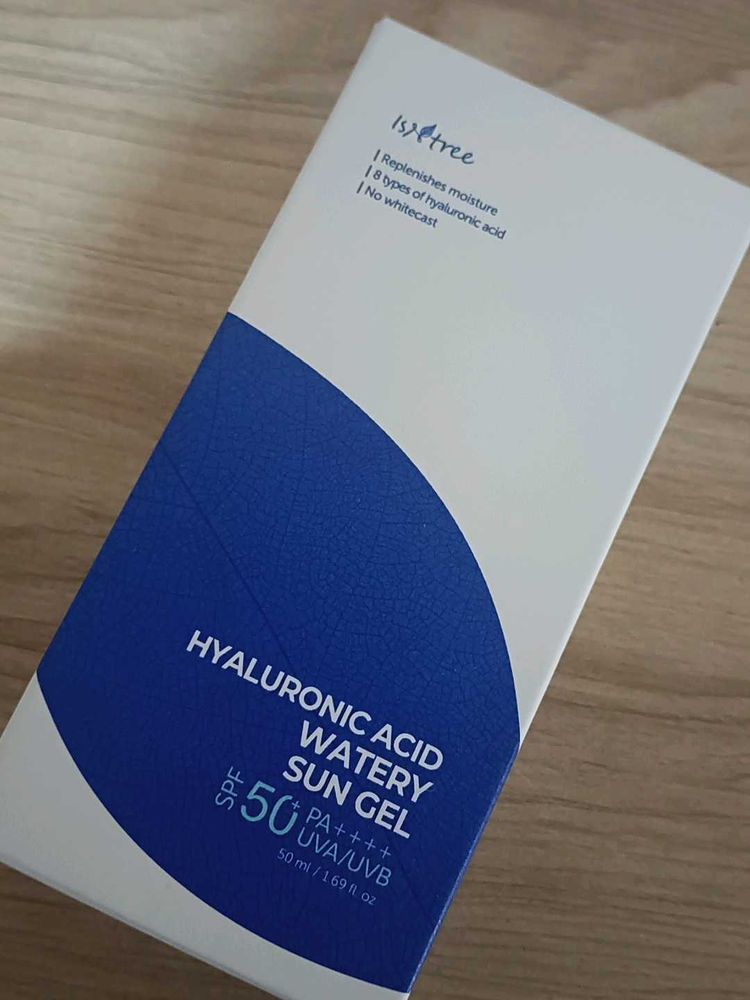 Isntree
Replenishes moisture
8 types of hyaluronic acid
No whitecast
HYALURONIC ACID
WATERY
SUN GEL
SPF 50+ PA++++
UVA/UVB
50 ml / 1.69 fl. oz